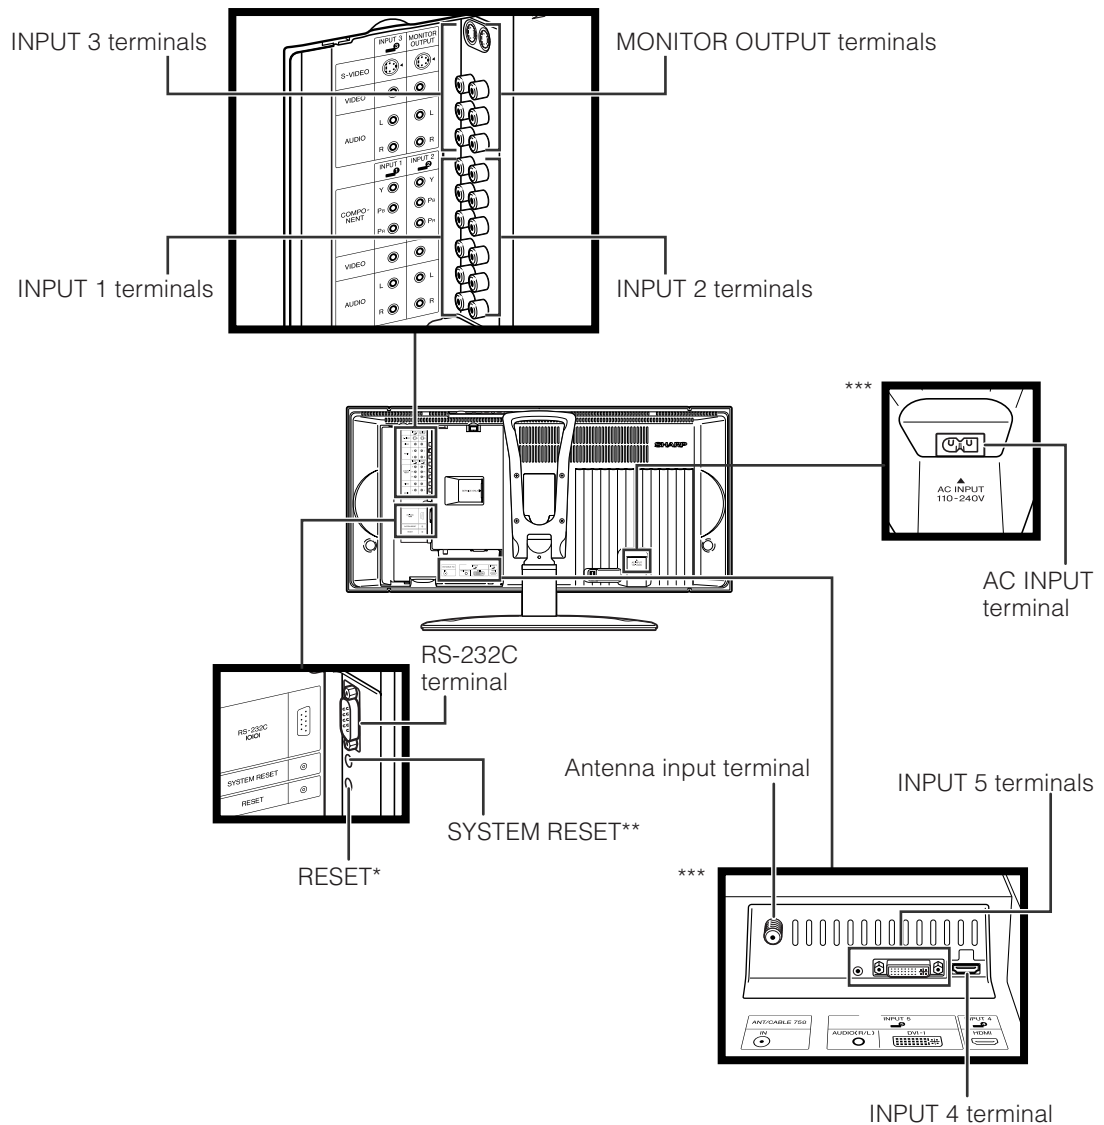 INPUT 3 terminals
MONITOR OUTPUT terminals
INPUT 3
MONITOR
OUTPUT
S-VIDEO
VIDEO
L
L
AUDIO
R
R
INPUT 1
INPUT 2
Y
Y
COMPO-
NENT
PB
PB
PR
PR
VIDEO
L
L
AUDIO
R
R
INPUT 1 terminals
INPUT 2 terminals
***
AC INPUT
110-240V
SHARP
AC INPUT
terminal
RS-232C
terminal
RS-232C
IOIOI
SYSTEM RESET
RESET
SYSTEM RESET**
RESET*
Antenna input terminal
INPUT 5 terminals
***
ANT/CABLE 75Ω
IN
INPUT 5
AUDIO(R/L)
DVI-I
INPUT 4
HDMI
INPUT 4 terminal